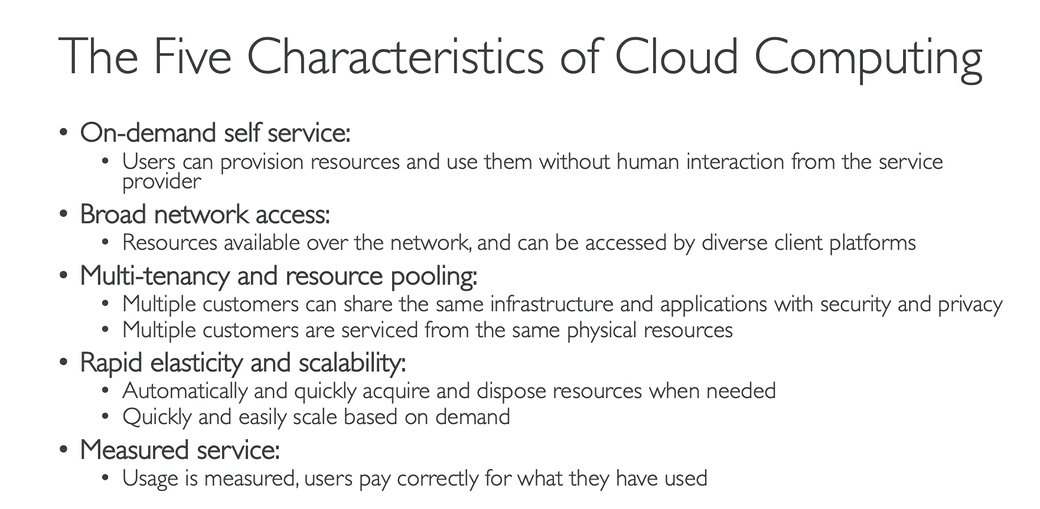 The Five Characteristics of Cloud Computing
• On-demand self service:
• Users can provision resources and use them without human interaction from the service
provider
• Broad network access:
• Resources available over the network, and can be accessed by diverse client platforms
• Multi-tenancy and resource pooling:
• Multiple customers can share the same infrastructure and applications with security and privacy
• Multiple customers are serviced from the same physical resources
• Rapid elasticity and scalability:
• Automatically and quickly acquire and dispose resources when needed
• Quickly and easily scale based on demand
• Measured service:
• Usage is measured, users pay correctly for what they have used